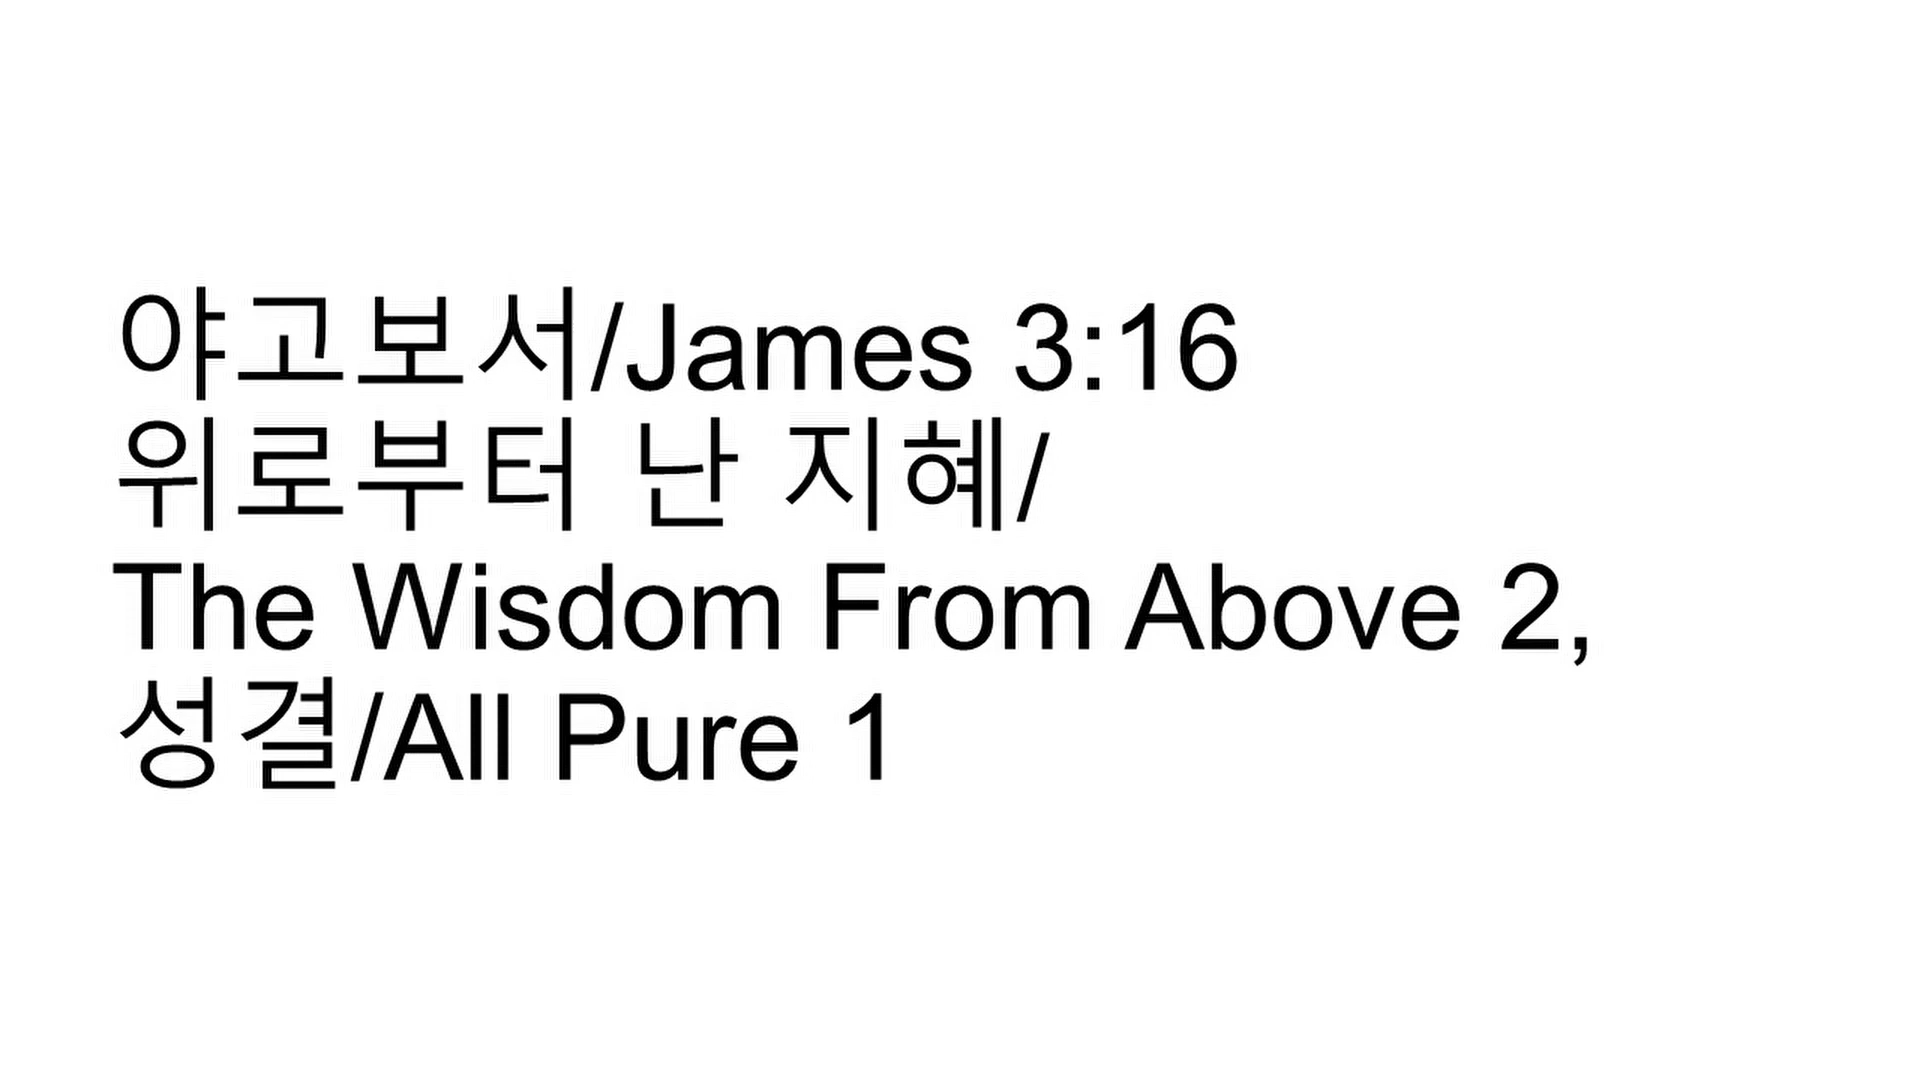 야고보서/James 3:16
위로부터 난 지혜/
The Wisdom From Above 2,
성결/All Pure 1